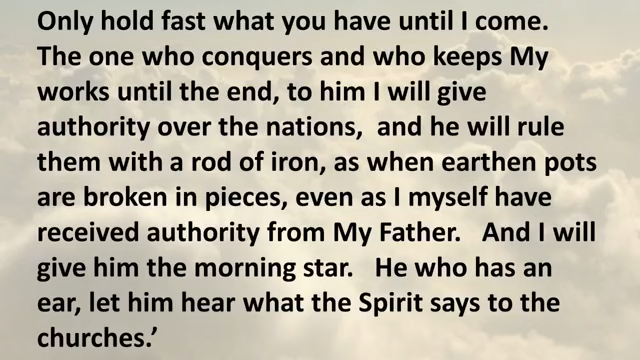 Only hold fast what you have until I come.
The one who conquers and who keeps My
works until the end, to him I will give
authority over the nations,  and he will rule
them with a rod of iron, as when earthen pots
are broken in pieces, even as I myself have
received authority from My Father.   And I will
give him the morning star.   He who has an
ear, let him hear what the Spirit says to the
churches.’